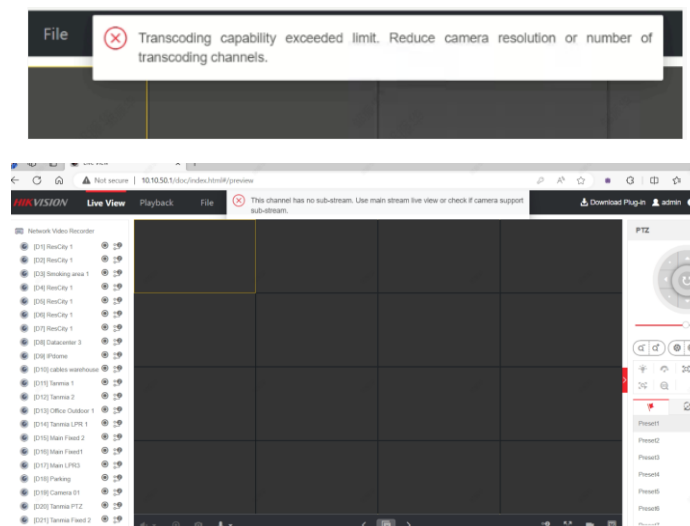 File
Transcoding capability exceeded limit. Reduce camera resolution or number of
transcoding channels.
Not secure
10.10.50.1/doc/index.html#/preview
HIKVISION Live View Playback File
This channel has no sub-stream. Use main stream live view or check if camera support
sub-stream.
Download Plug-in admin
Network Video Recorder
PTZ
[D1] ResCity 1
[D2] ResCity 1
[D3] Smoking area 1
[D4] ResCity 1
[D5] ResCity 1
[D6] ResCity 1
[D7] ResCity 1
[D8] Datacenter 3
[D9] IPdome
[D10] cables warehouse
[D11] Tanmia 1
[D12] Tanmia 2
[D13] Office Outdoor 1
[D14] Tanmia LPR 1
[D15] Main Fixed 2
[D16] Main Fixed1
[D17] Main LPR3
[D18] Parking
[D19] Camera 01
[D20] Tanmia PTZ
[D21] Tanmia Fixed 2
Preset1
Preset2
Preset3
Preset4
Preset5
Preset6
Preset7